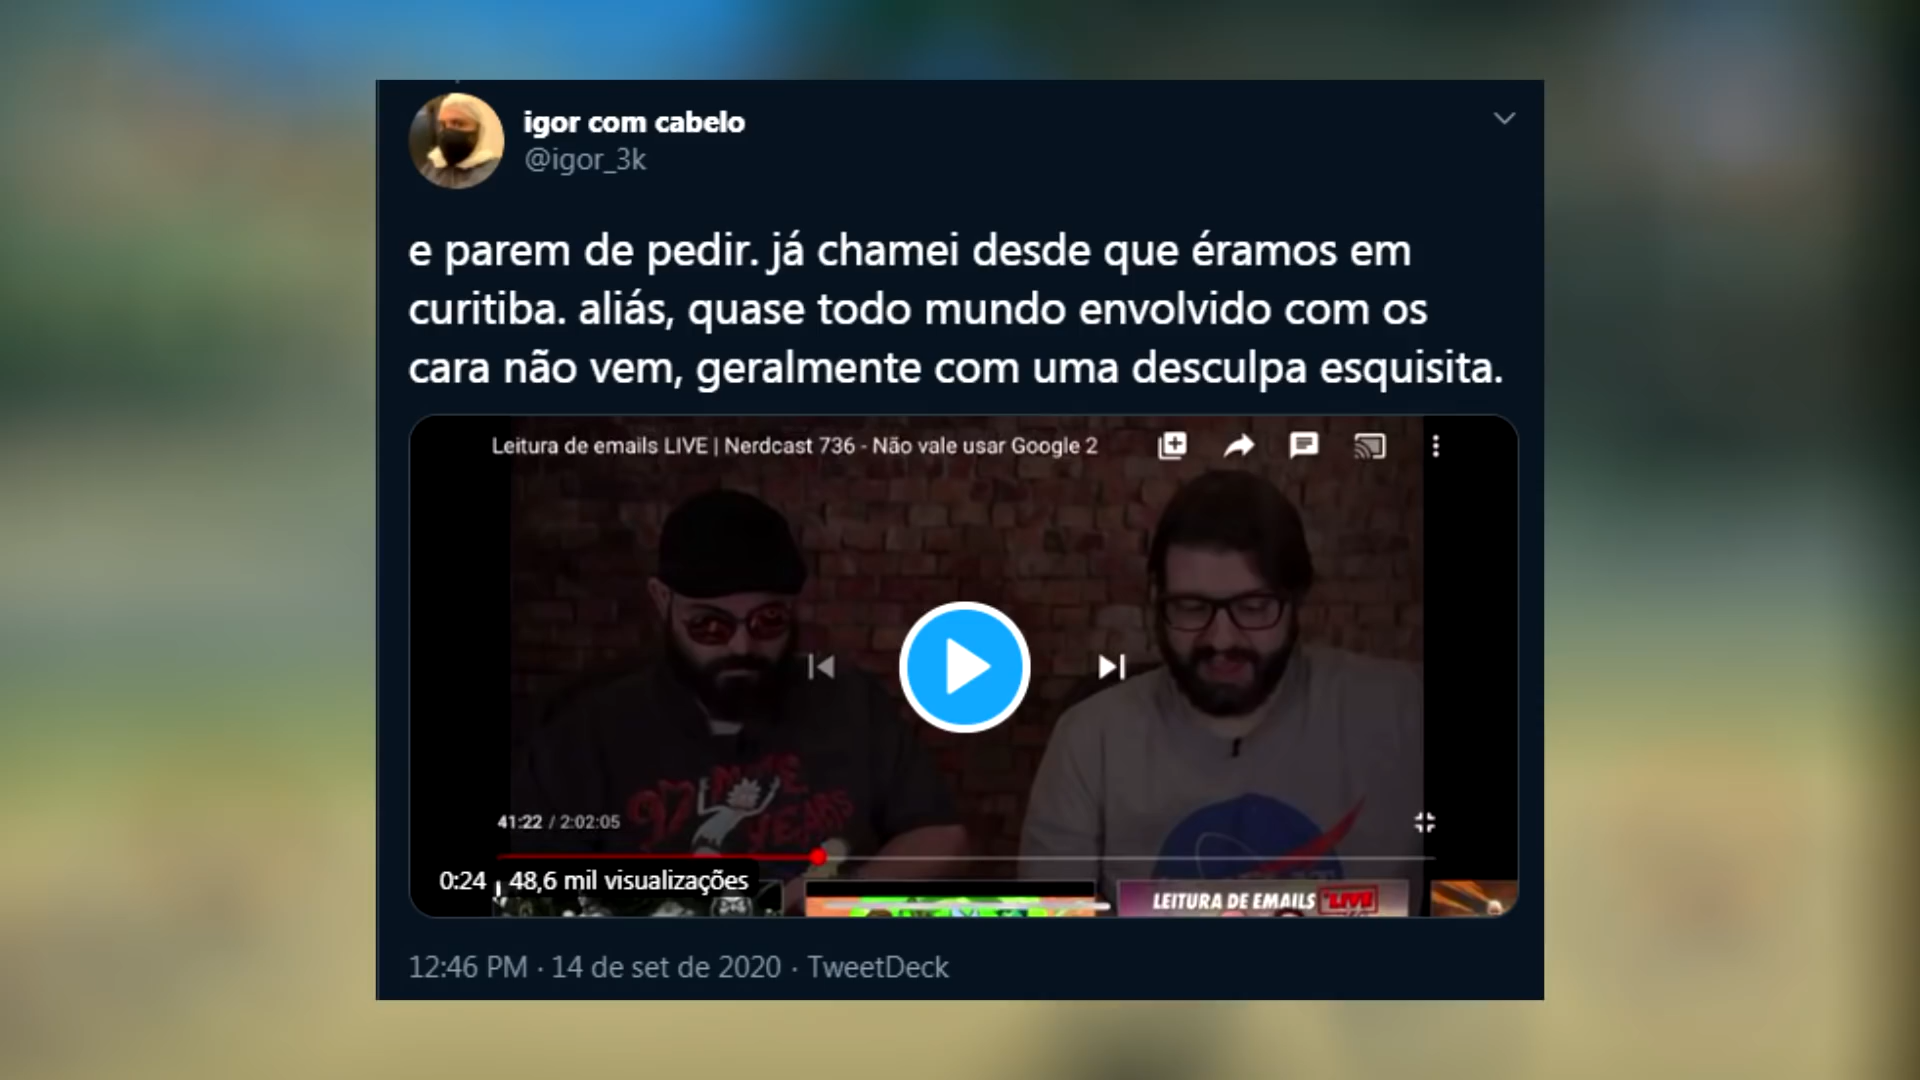 igor com cabelo
@igor_3k
e parem de pedir. já chamei desde que éramos em
curitiba. aliás, quase todo mundo envolvido com os
cara não vem, geralmente com uma desculpa esquisita.
Leitura de emails LIVE | Nerdcast 736 - Não vale usar Google 2
97 MORE
YEARS
41:22 / 2:02:05
0:24 48,6 mil visualizações
LEITURA DE EMAILS LIVE
12:46 PM · 14 de set de 2020 · TweetDeck